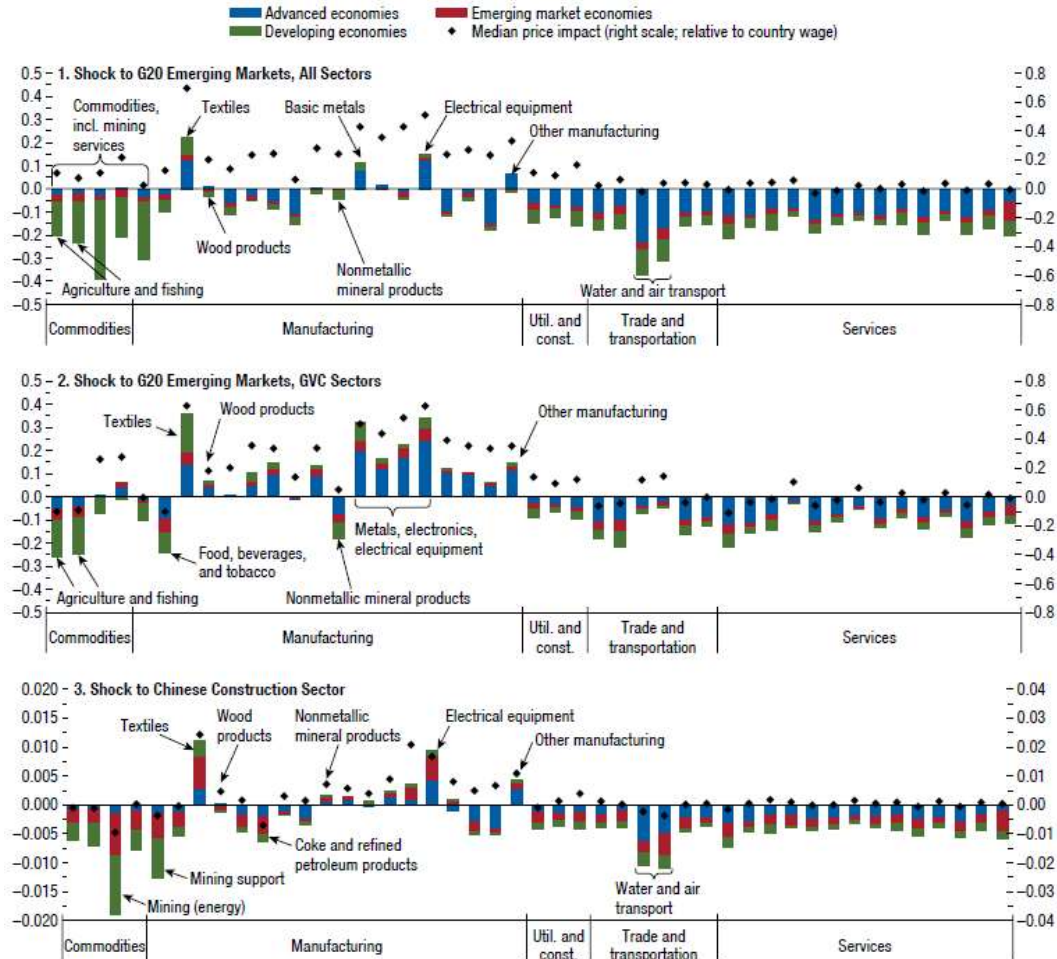 Advanced economies
Emerging market economies
Developing economies
Median price impact (right scale; relative to country wage)
1. Shock to G20 Emerging Markets, All Sectors
0.5
0.4
0.3
0.2
0.1
0.0
–0.1
–0.2
–0.3
–0.4
–0.5
Commodities,
incl. mining
services
Textiles
Basic metals
Electrical equipment
Other manufacturing
Wood products
Agriculture and fishing
Nonmetallic
mineral products
Water and air transport
0.8
0.6
0.4
0.2
0.0
–0.2
–0.4
–0.6
–0.8
Commodities
Manufacturing
Util. and
const.
Trade and
transportation
Services
2. Shock to G20 Emerging Markets, GVC Sectors
0.5
0.4
0.3
0.2
0.1
0.0
–0.1
–0.2
–0.3
–0.4
–0.5
Textiles
Wood products
Other manufacturing
Metals, electronics,
electrical equipment
Food, beverages,
and tobacco
Agriculture and fishing
Nonmetallic mineral products
0.8
0.6
0.4
0.2
0.0
–0.2
–0.4
–0.6
–0.8
Commodities
Manufacturing
Util. and
const.
Trade and
transportation
Services
3. Shock to Chinese Construction Sector
0.020
0.015
0.010
0.005
0.000
–0.005
–0.010
–0.015
–0.020
Textiles
Wood
products
Nonmetallic
mineral products
Electrical equipment
Other manufacturing
Coke and refined
petroleum products
Mining support
Mining (energy)
Water and air
transport
0.04
0.03
0.02
0.01
0.00
–0.01
–0.02
–0.03
–0.04
Commodities
Manufacturing
Util. and
const.
Trade and
transportation
Services